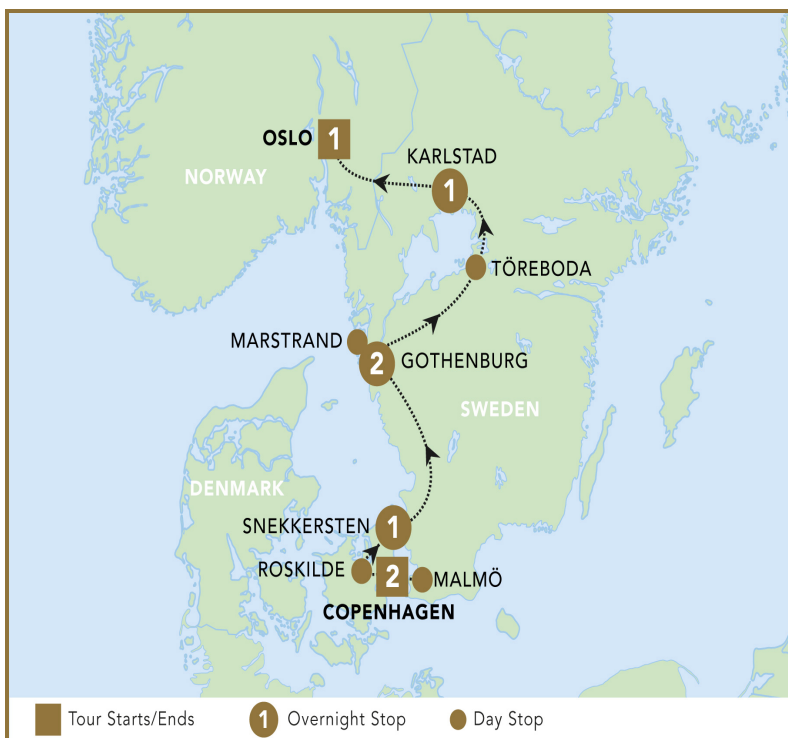 OSLO 1
KARLSTAD
NORWAY
1
TÖREBODA
MARSTRAND
2 GOTHENBURG
SWEDEN
DENMARK
SNEKKERSTEN 1
ROSKILDE 2 MALMÖ
COPENHAGEN
Tour Starts/Ends 1 Overnight Stop Day Stop